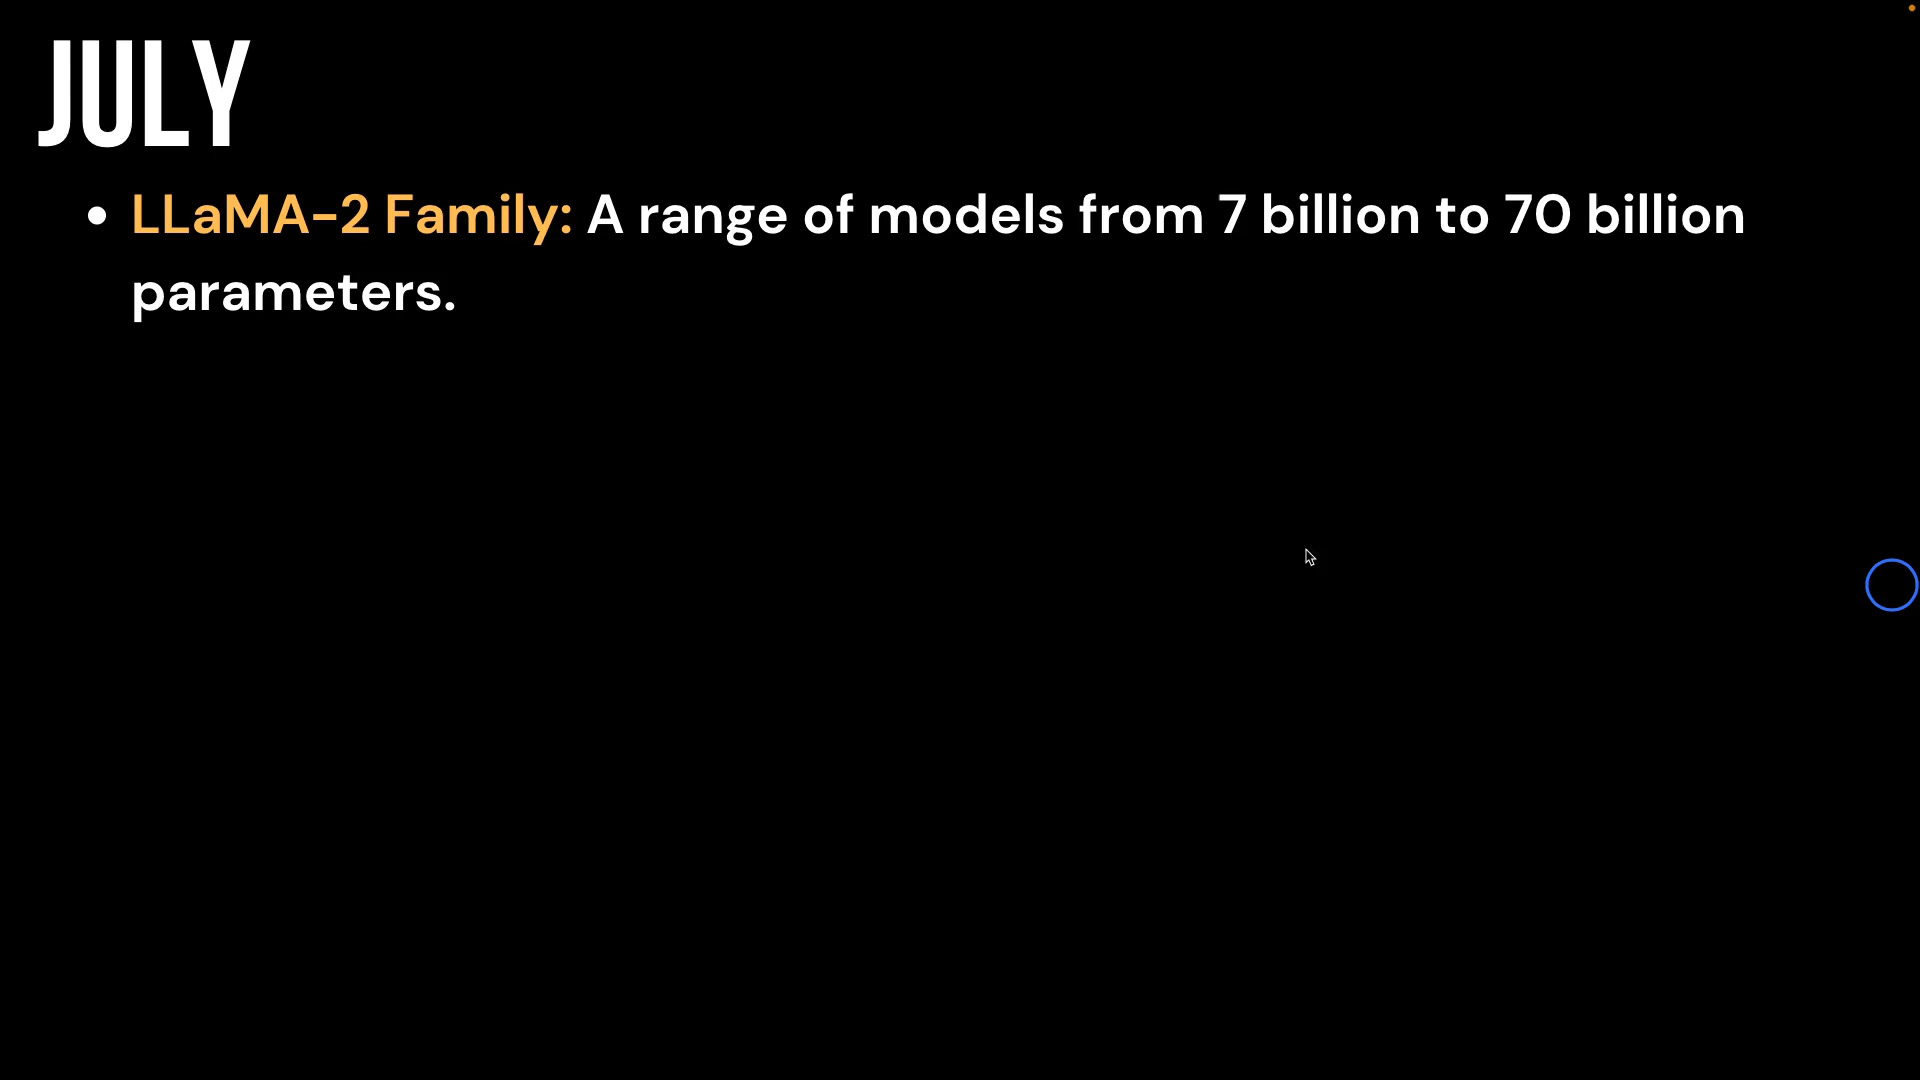 JULY
• LLaMA-2 Family: A range of models from 7 billion to 70 billion
parameters.